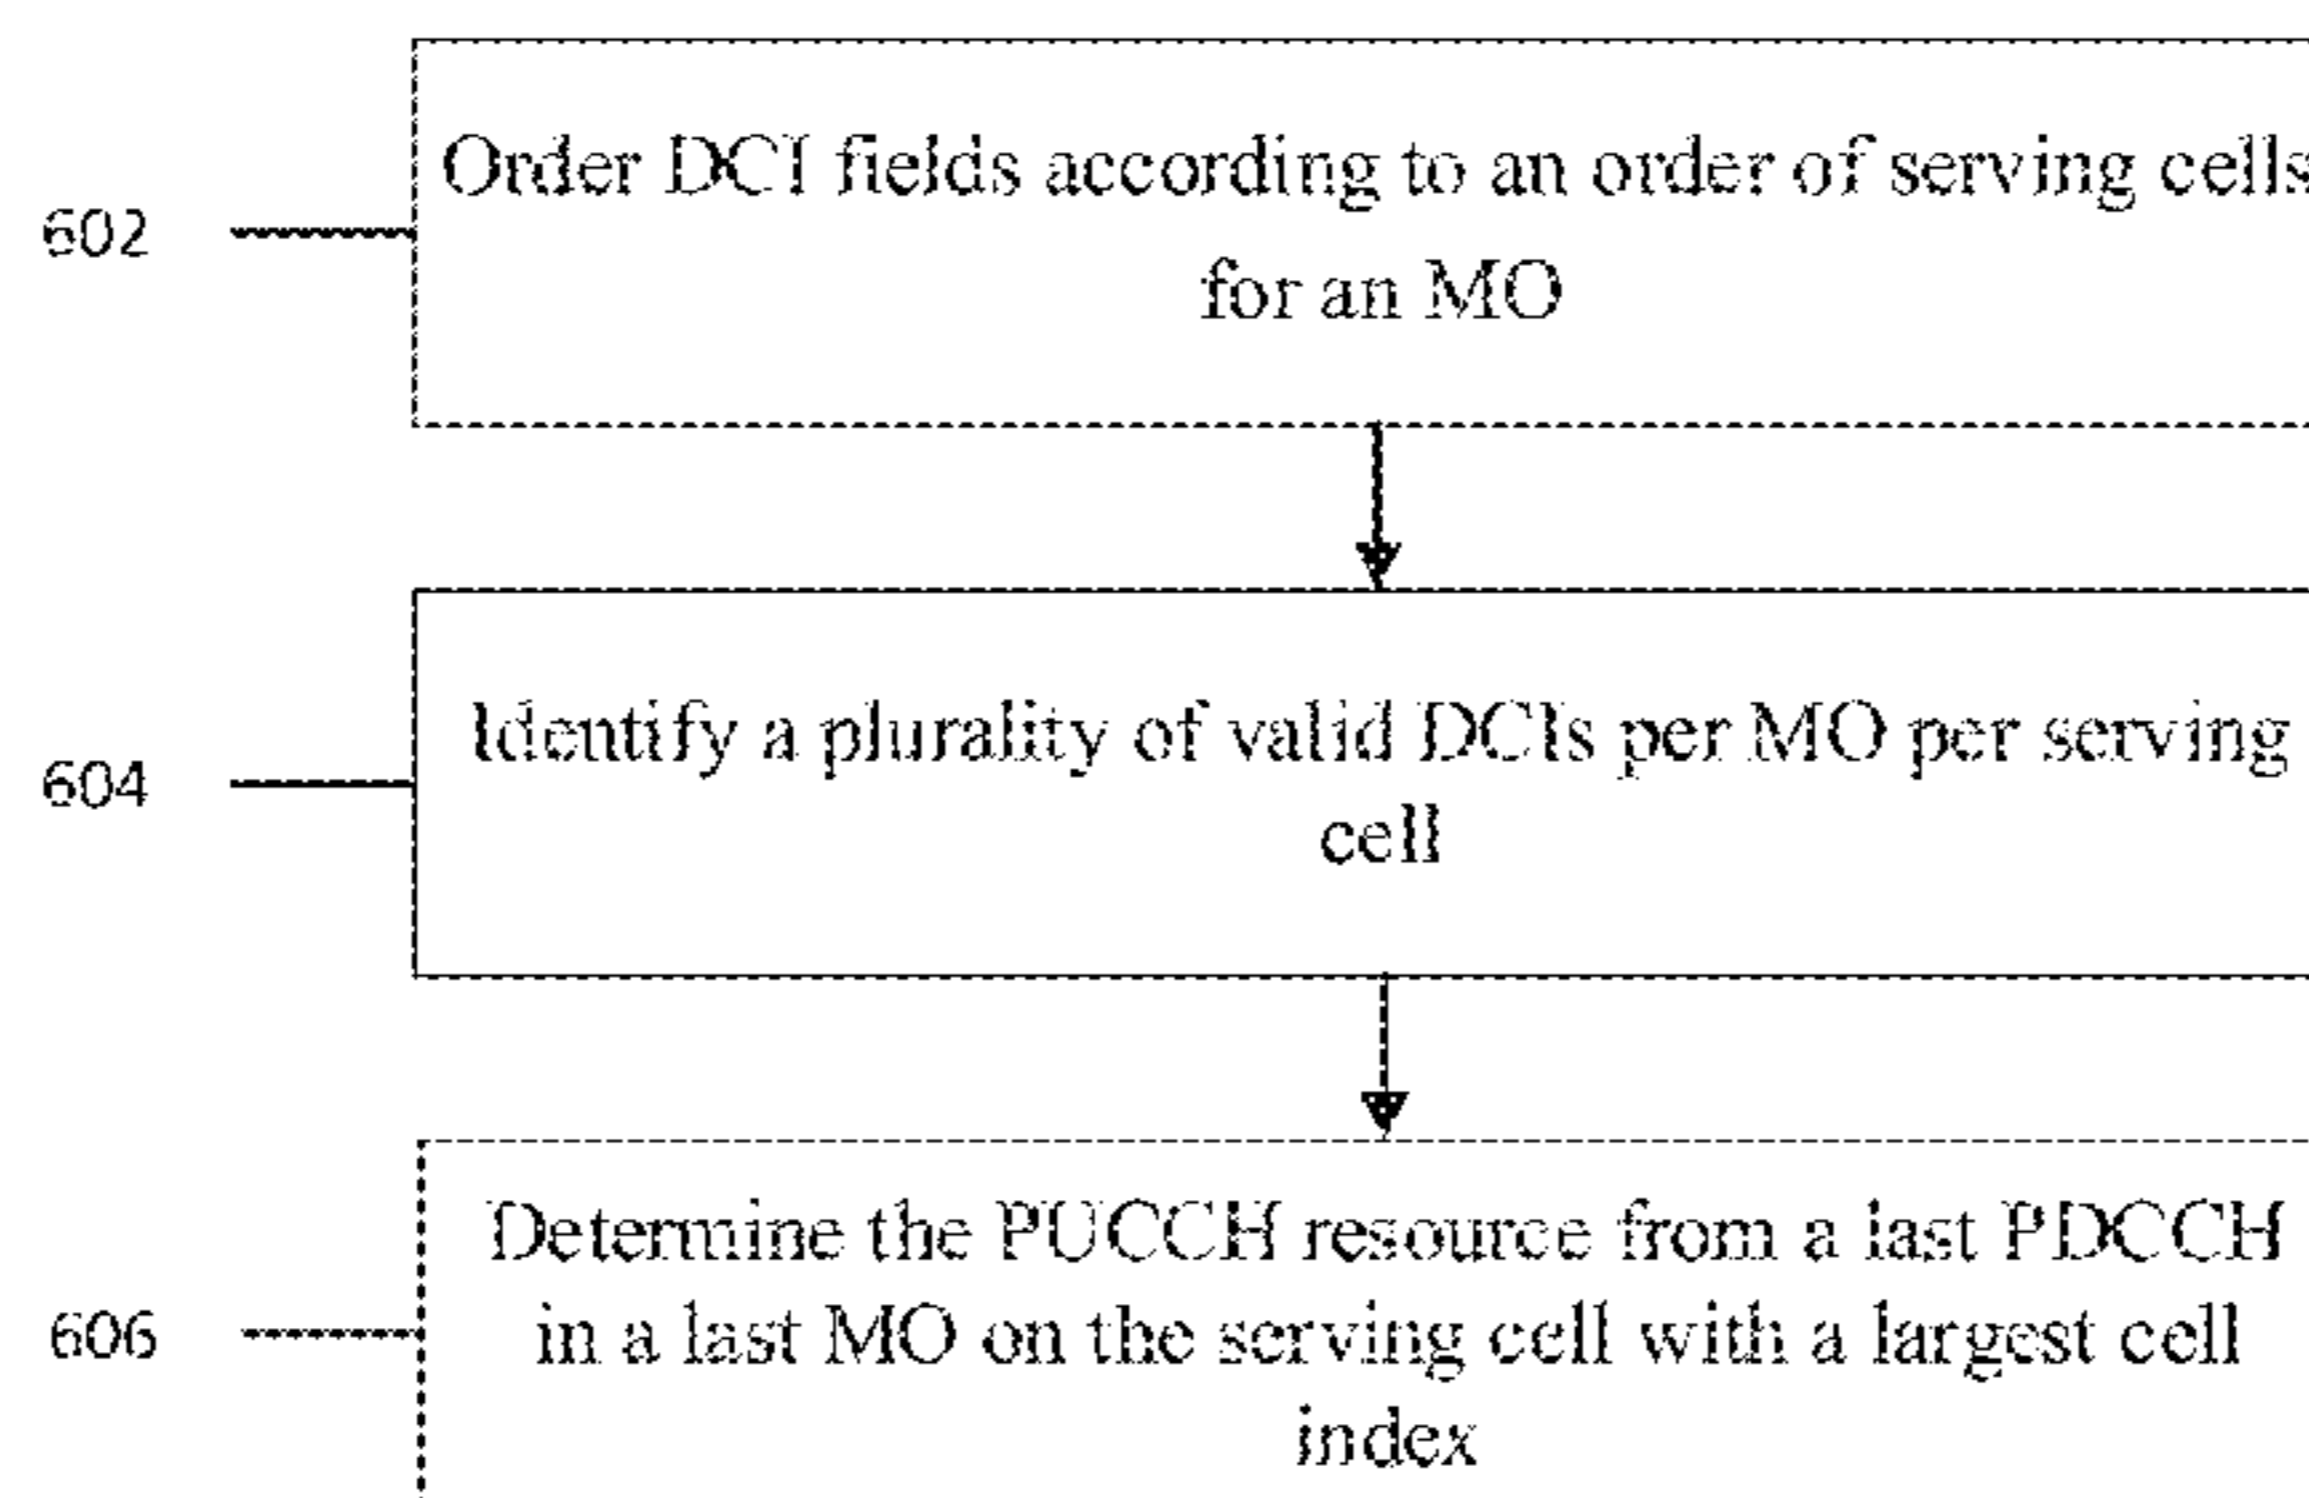 602
Order DCI fields according to an order of serving cells
for an MO
604
Identify a plurality of valid DCIs per MO per serving
cell
606
Determine the PUCCH resource from a last PDCCH
in a last MO on the serving cell with a largest cell
index